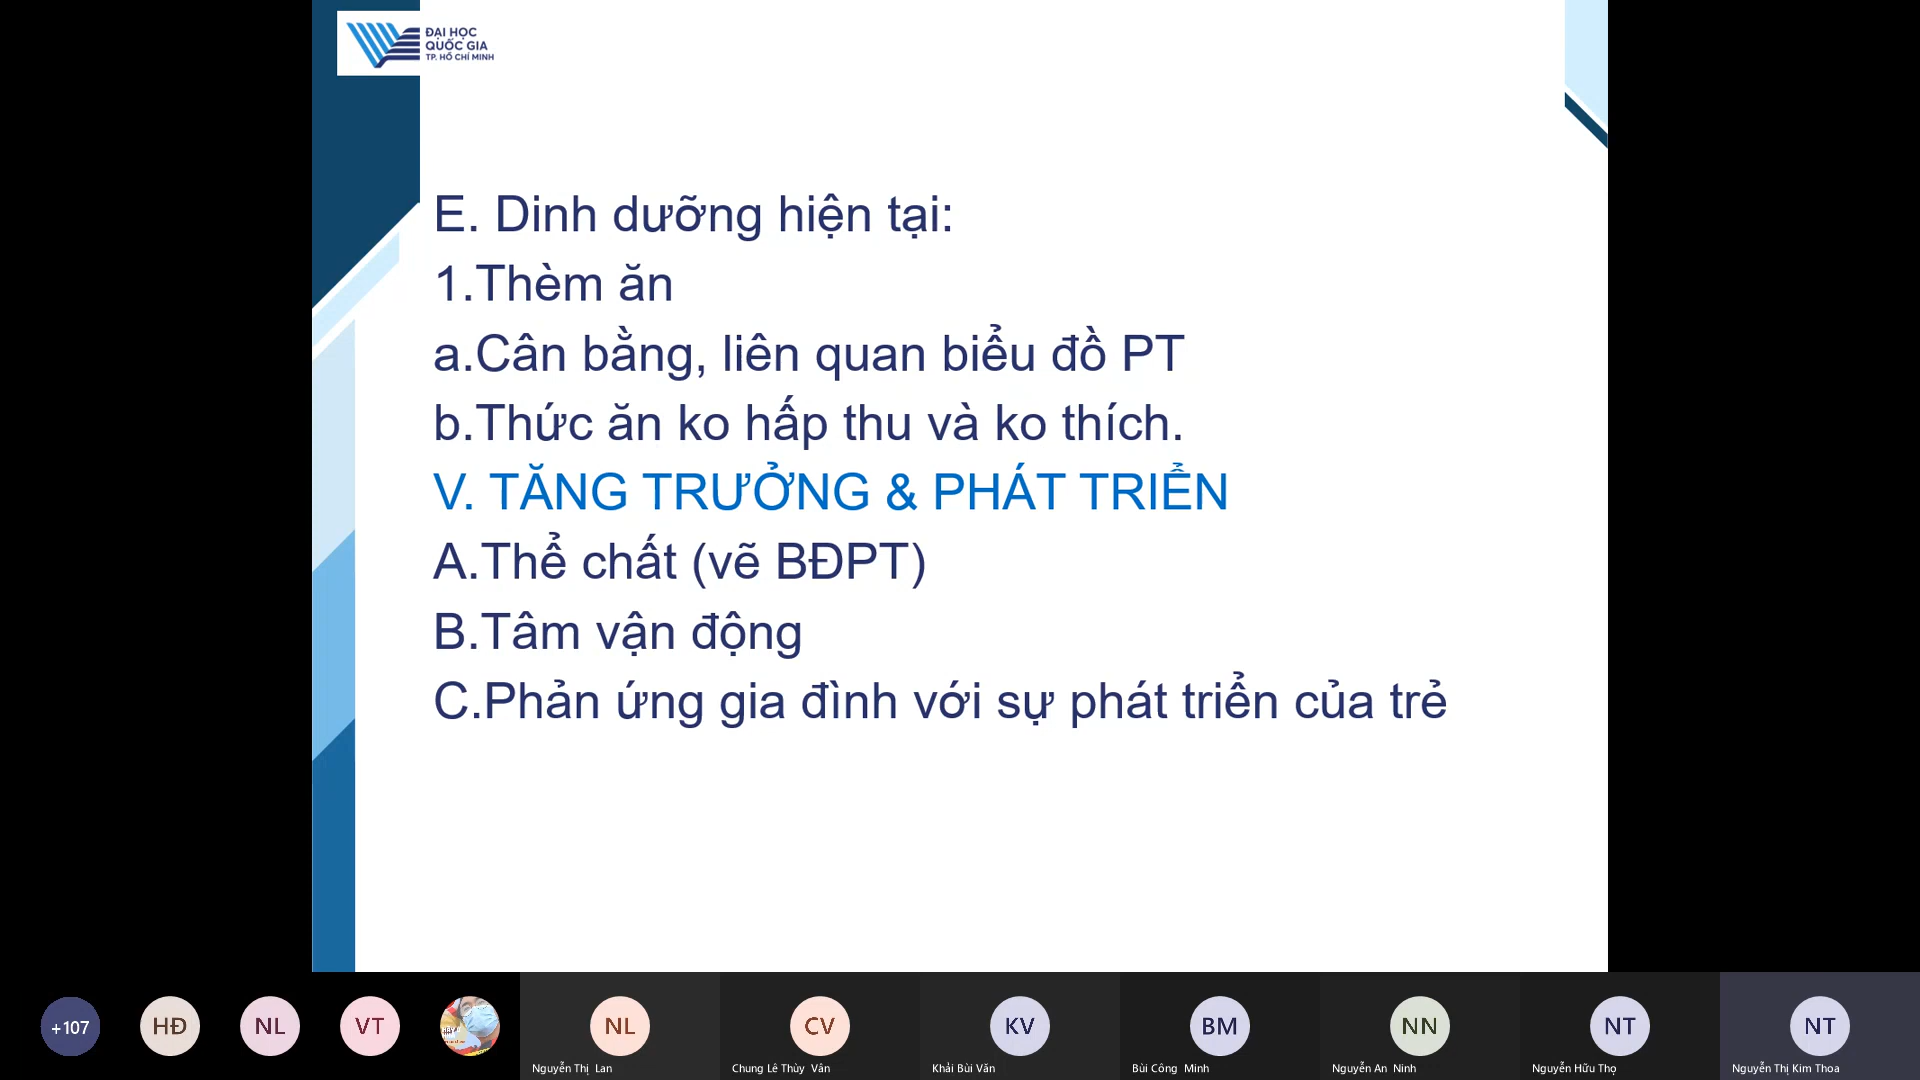 ĐẠI HỌC
QUỐC GIA
TP. HỒ CHÍ MINH
E. Dinh dưỡng hiện tại:
1.Thèm ăn
a.Cân bằng, liên quan biểu đồ PT
b.Thức ăn ko hấp thu và ko thích.
V. TĂNG TRƯỞNG & PHÁT TRIỂN
A.Thể chất (vẽ BĐPT)
B.Tâm vận động
C.Phản ứng gia đình với sự phát triển của trẻ
+107
HĐ
NL
VT
NL
CV
KV
BM
NN
NT
NT
Nguyễn Thị Lan
Chung Lê Thùy Vân
Khải Bùi Văn
Bùi Công Minh
Nguyễn An Ninh
Nguyễn Hữu Thọ
Nguyễn Thị Kim Thoa